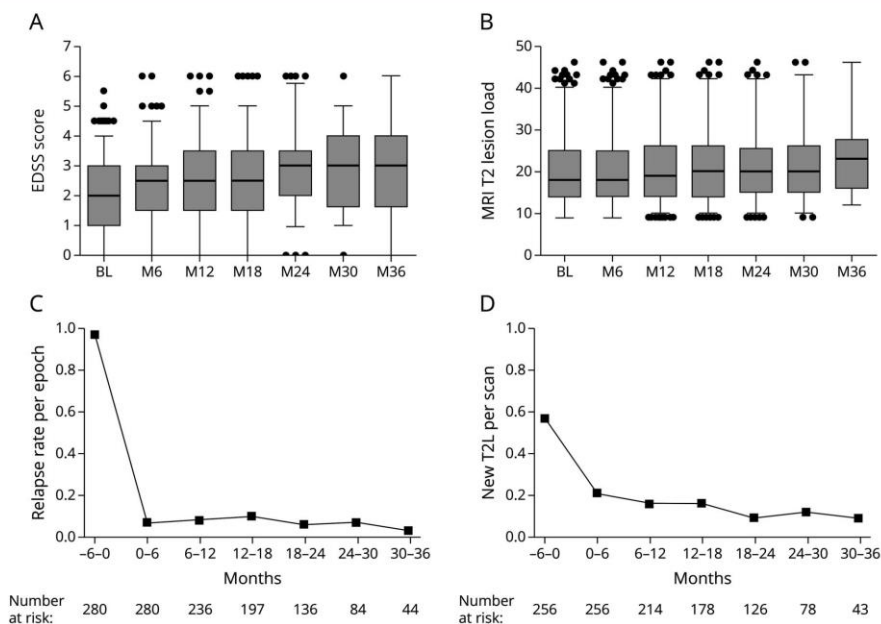 A
EDSS score
7
6
5
4
3
2
1
0
BL M6 M12 M18 M24 M30 M36
B
MRI T2 lesion load
50
40
30
20
10
0
BL M6 M12 M18 M24 M30 M36
C
Relapse rate per epoch
1.0
0.8
0.6
0.4
0.2
0.0
−6–0 0–6 6–12 12–18 18–24 24–30 30–36
Months
Number
at risk: 280 280 236 197 136 84 44
D
New T2L per scan
1.0
0.8
0.6
0.4
0.2
0.0
−6–0 0–6 6–12 12–18 18–24 24–30 30–36
Months
Number
at risk: 256 256 214 178 126 78 43